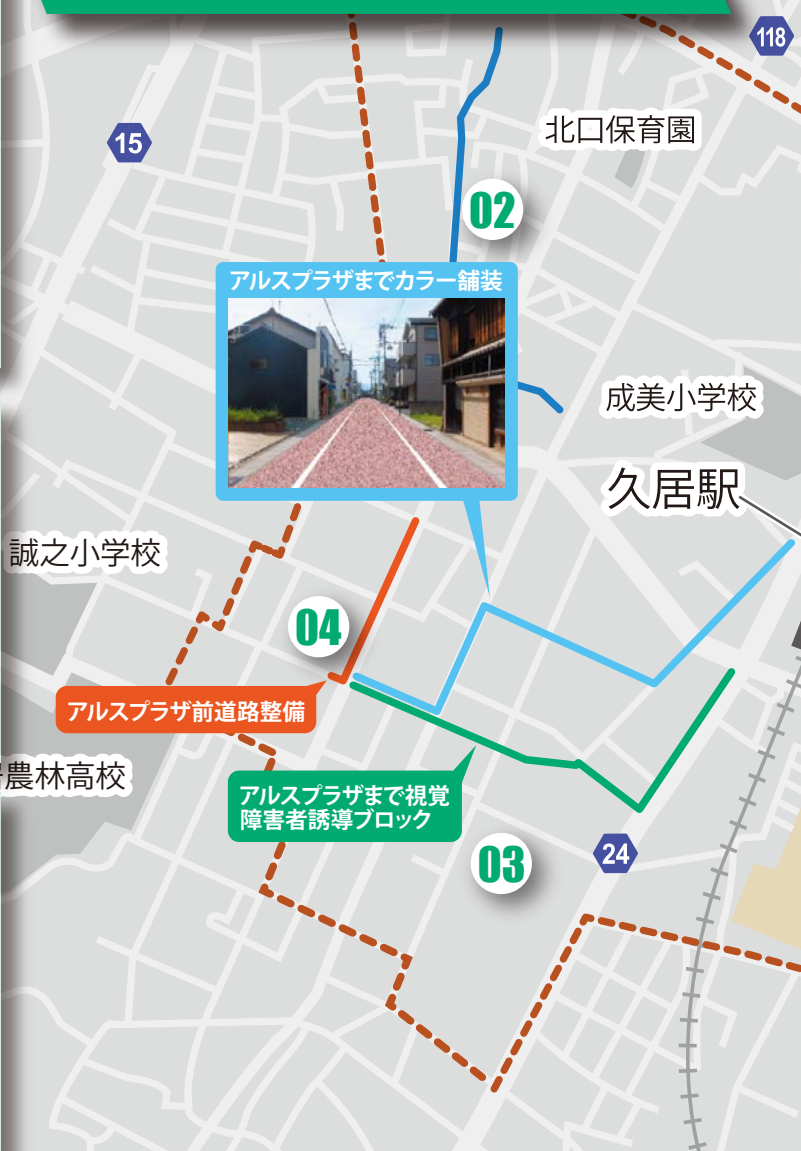 118
15
北口保育園
02
アルスプラザまでカラー舗装
成美小学校
久居駅
誠之小学校
04
アルスプラザ前道路整備
農林高校
アルスプラザまで視覚
障害者誘導ブロック
03
24